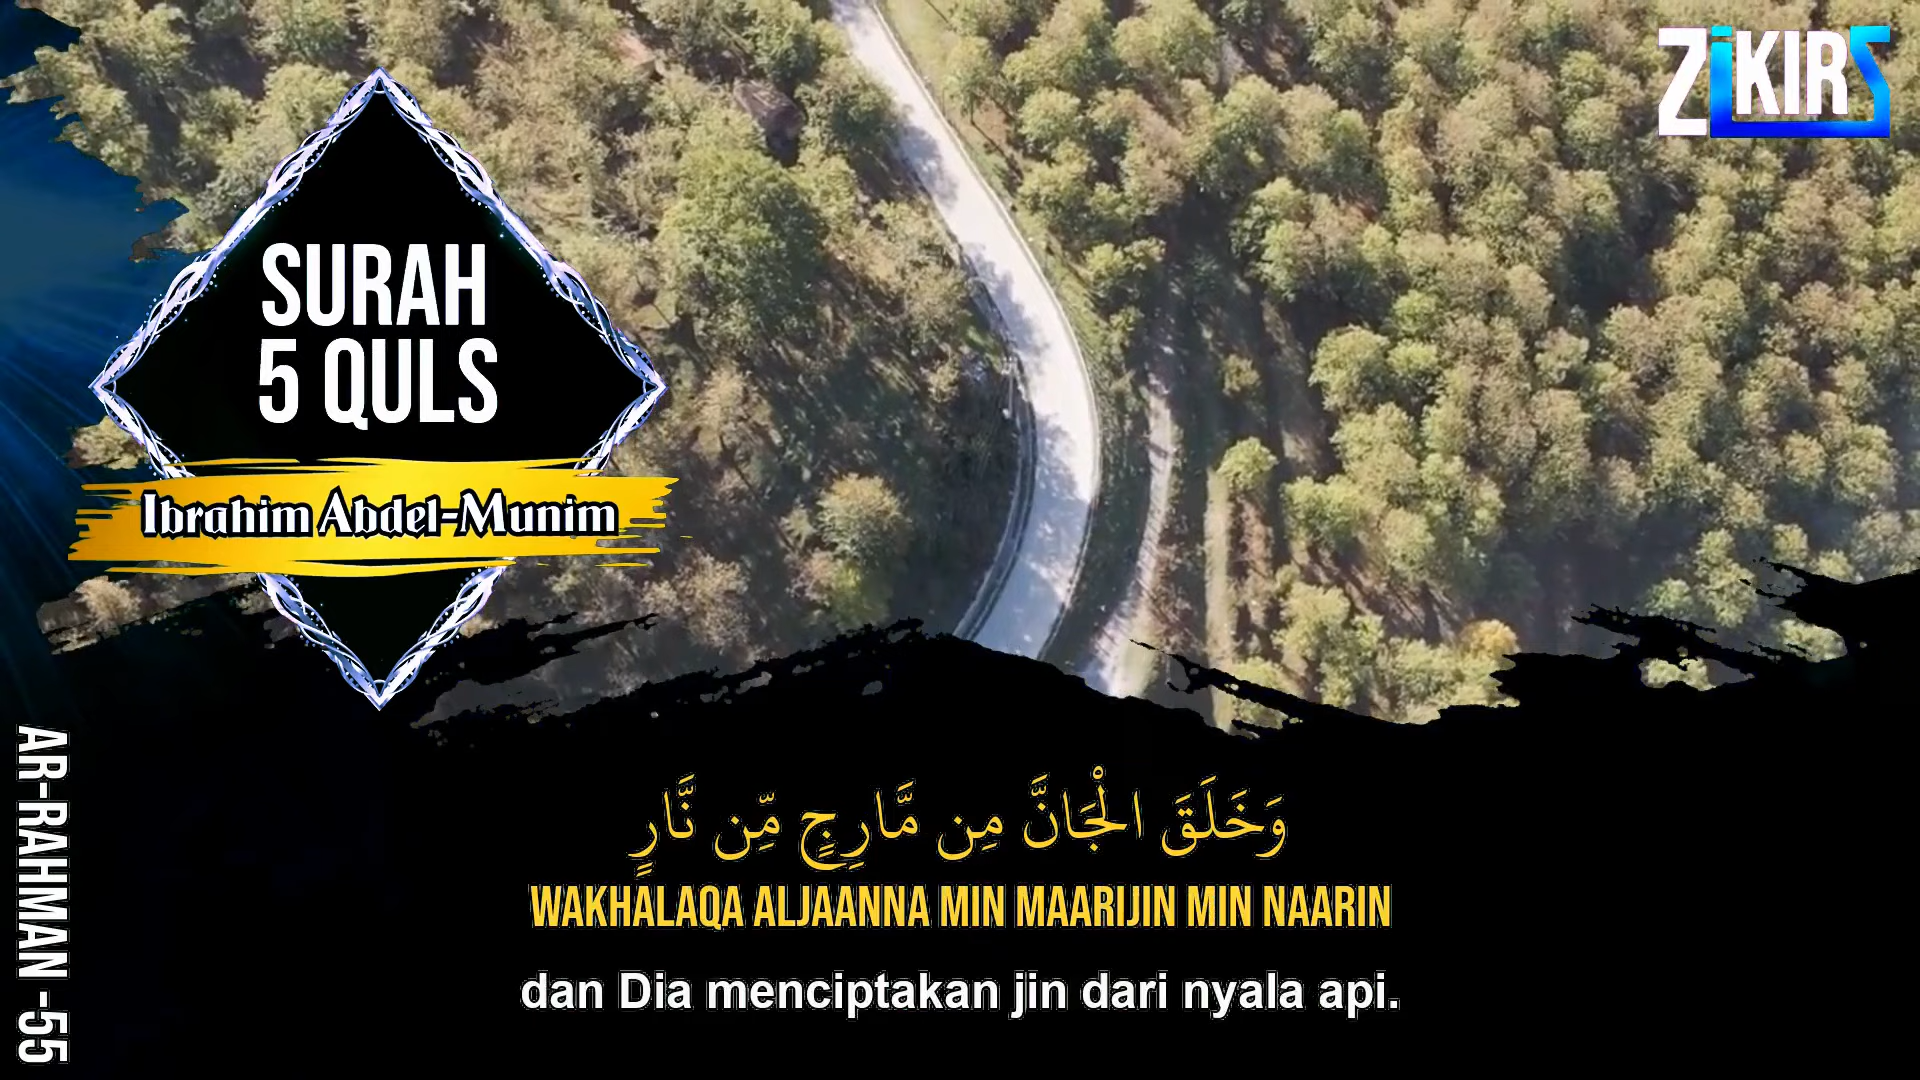 ZiKIRS
SURAH
5 QULS
Ibrahim Abdel-Munim
وَخَلَقَ الْجَانَّ مِن مَّارِجٍ مِّن نَّارٍ
WAKHALAQA ALJAANNA MIN MAARIJIN MIN NAARIN
dan Dia menciptakan jin dari nyala api.
AR-RAHMAN -55